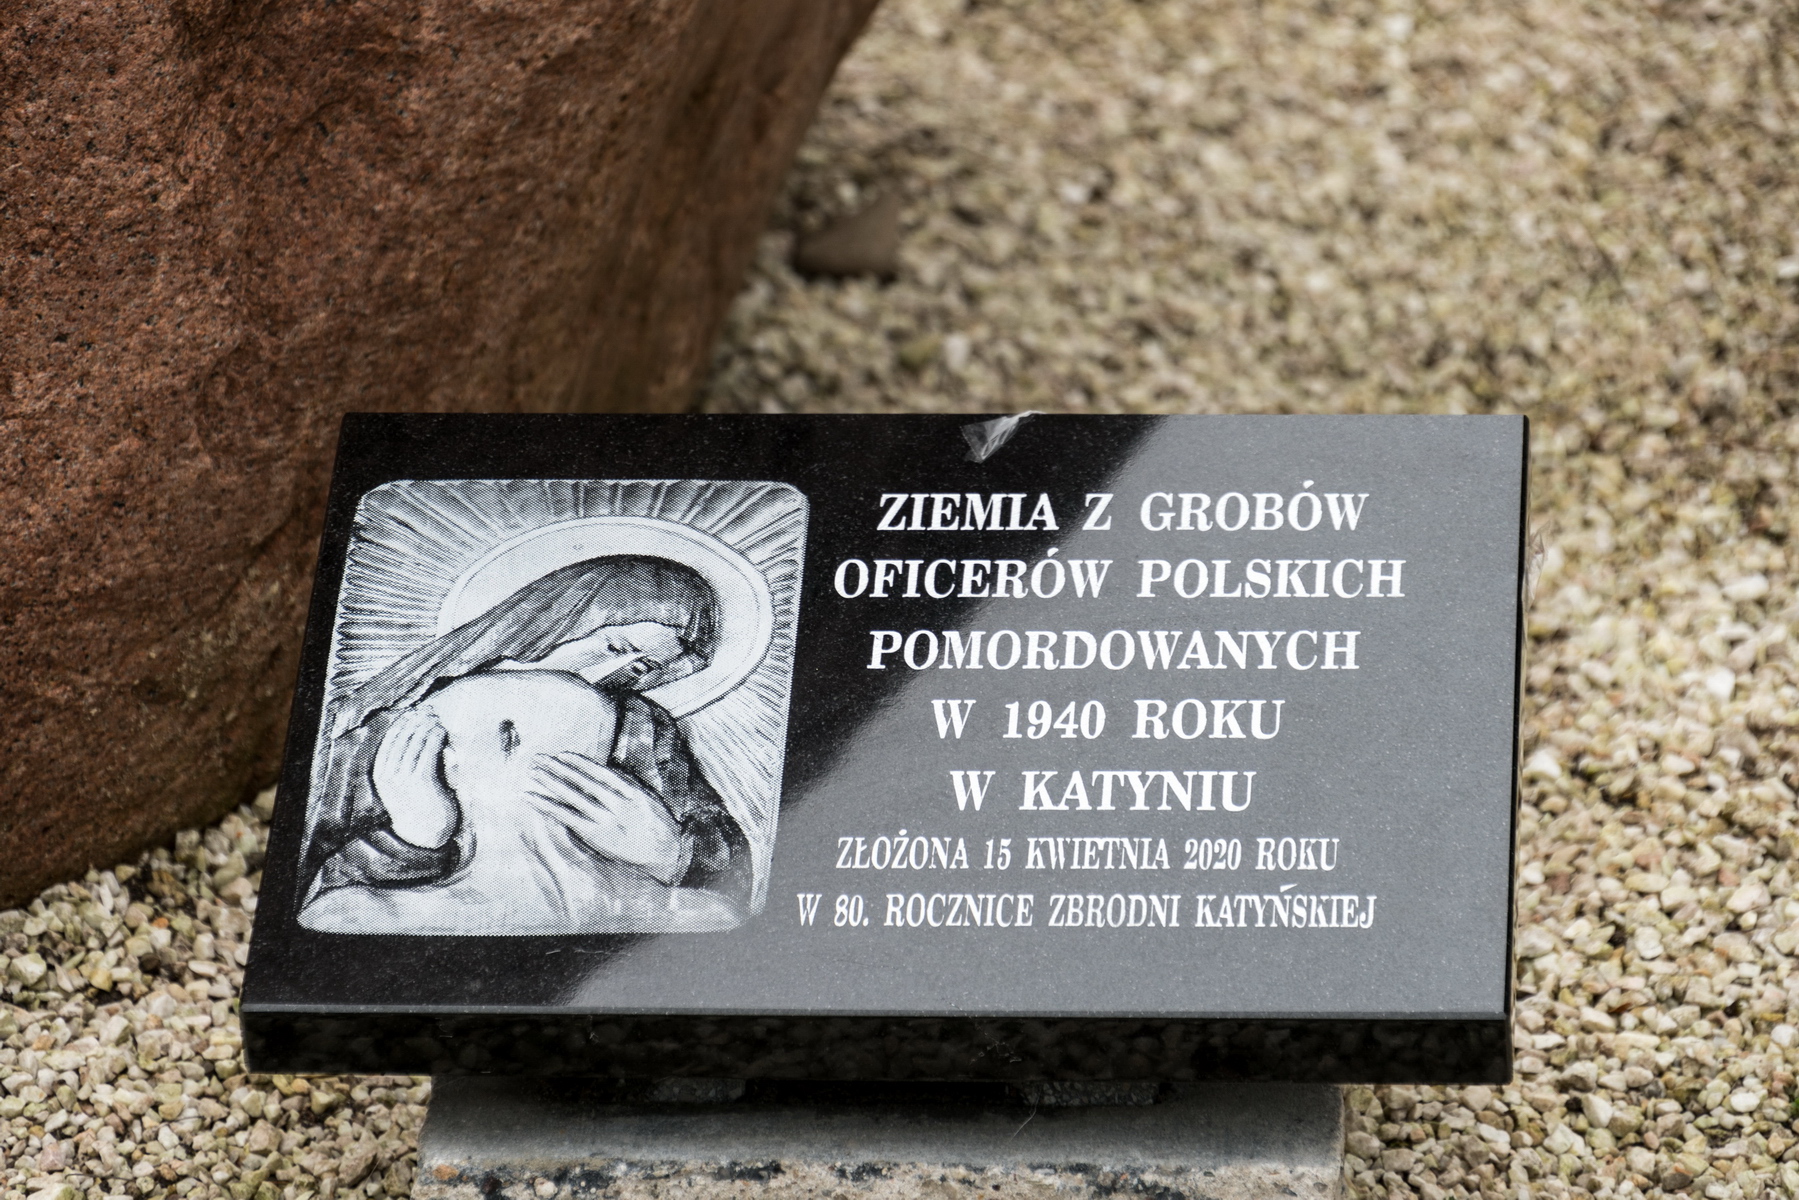 ZIEMIA Z GROBÓW
OFICERÓW POLSKICH
POMORDOWANYCH
W 1940 ROKU
W KATYNIU
ZŁOŻONA 15 KWIETNIA 2020 ROKU
W 80. ROCZNICE ZBRODNI KATYŃSKIEJ